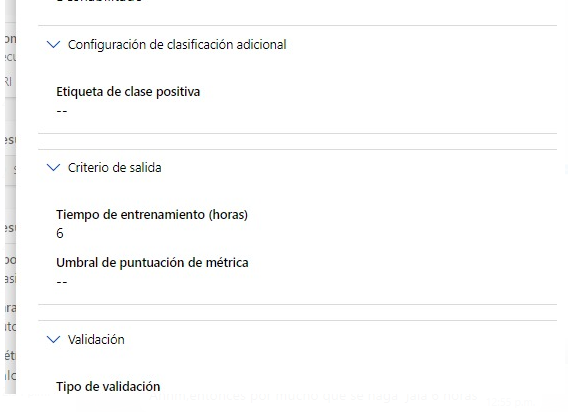 Configuración de clasificación adicional
Etiqueta de clase positiva
--
Criterio de salida
Tiempo de entrenamiento (horas)
6
Umbral de puntuación de métrica
--
Validación
Tipo de validación